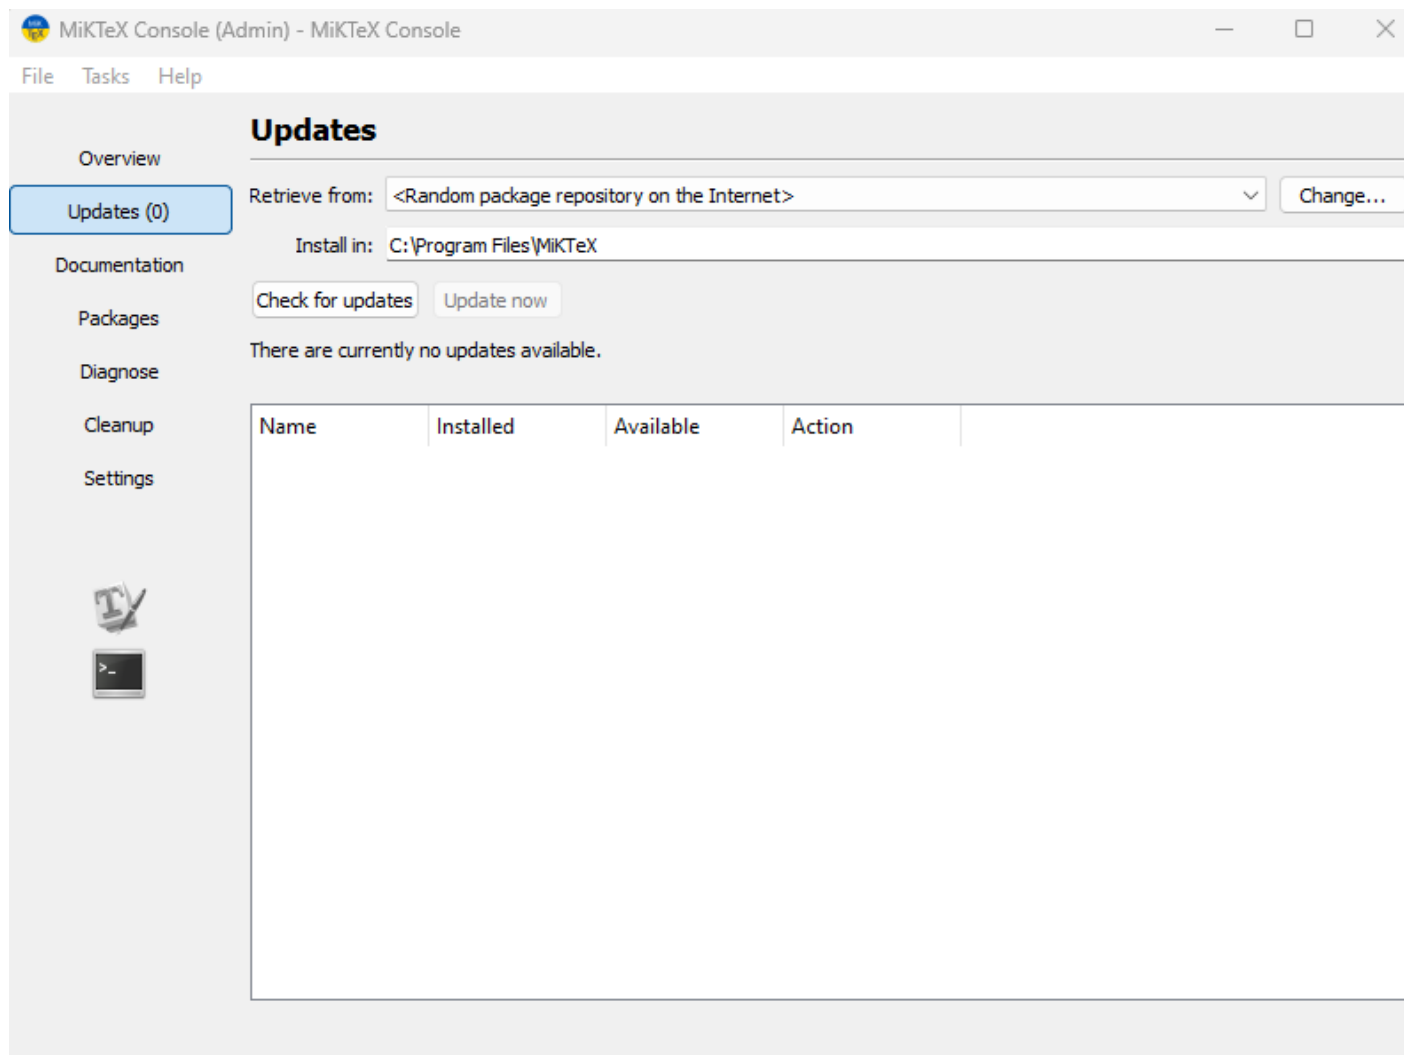 MiKTeX Console (Admin) - MiKTeX Console
File Tasks Help
Overview
Updates (0)
Documentation
Packages
Diagnose
Cleanup
Settings
>_
Updates
Retrieve from: <Random package repository on the Internet> Change...
Install in: C:\Program Files\MiKTeX
Check for updates Update now
There are currently no updates available.
Name Installed Available Action